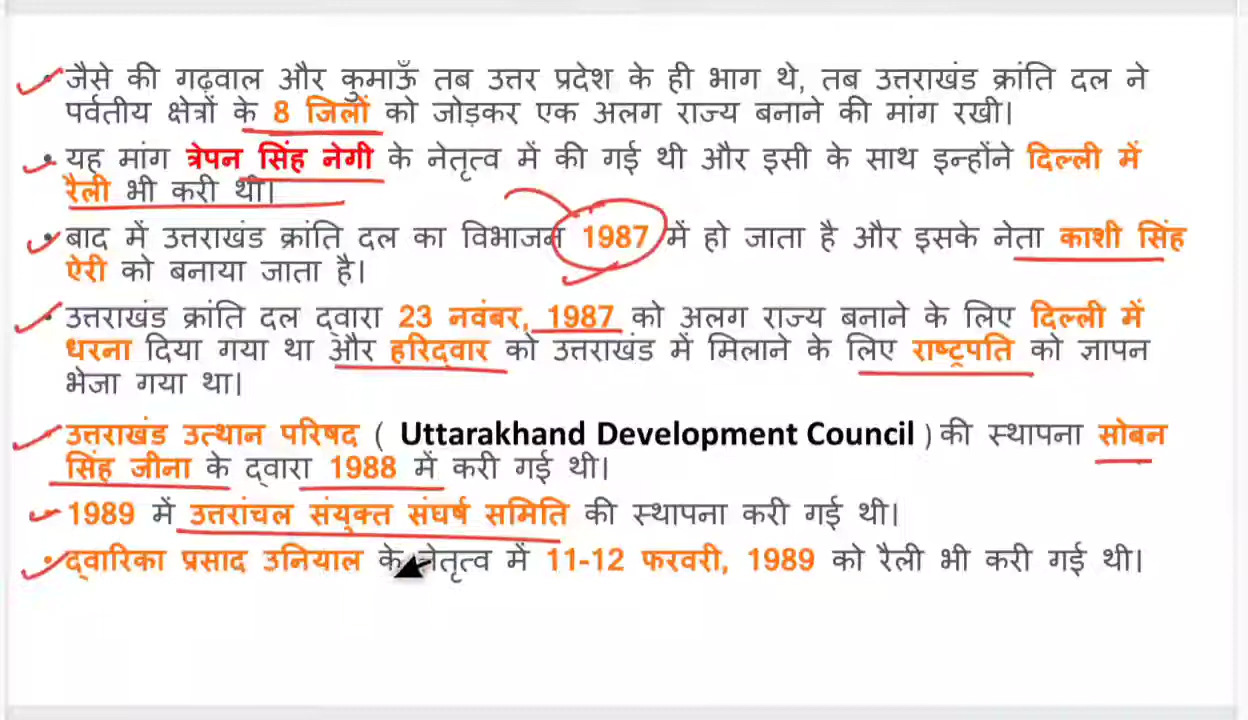 • जैसे की गढ़वाल और कुमाऊँ तब उत्तर प्रदेश के ही भाग थे, तब उत्तराखंड क्रांति दल ने
पर्वतीय क्षेत्रों के 8 जिलों को जोड़कर एक अलग राज्य बनाने की मांग रखी।
• यह मांग त्रेपन सिंह नेगी के नेतृत्व में की गई थी और इसी के साथ इन्होंने दिल्ली में
रैली भी करी थी।
• बाद में उत्तराखंड क्रांति दल का विभाजन 1987 में हो जाता है और इसके नेता काशी सिंह
ऐरी को बनाया जाता है।
• उत्तराखंड क्रांति दल द्वारा 23 नवंबर, 1987 को अलग राज्य बनाने के लिए दिल्ली में
धरना दिया गया था और हरिद्वार को उत्तराखंड में मिलाने के लिए राष्ट्रपति को ज्ञापन
भेजा गया था।
• उत्तराखंड उत्थान परिषद ( Uttarakhand Development Council ) की स्थापना सोबन
सिंह जीना के द्वारा 1988 में करी गई थी।
• 1989 में उत्तरांचल संयुक्त संघर्ष समिति की स्थापना करी गई थी।
• द्वारिका प्रसाद उनियाल के नेतृत्व में 11-12 फरवरी, 1989 को रैली भी करी गई थी।